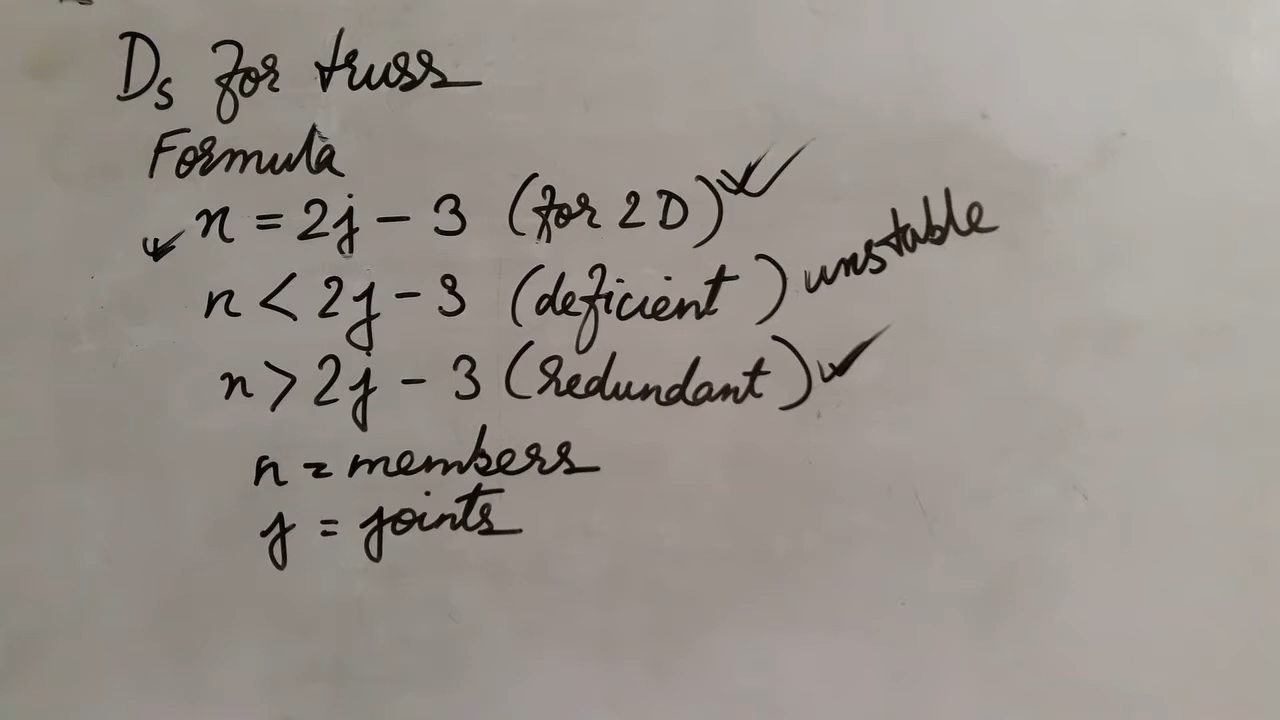 Ds for truss
Formula
n = 2j - 3 (for 2D)
n < 2j - 3 (deficient) unstable
n > 2j - 3 (redundant)
n = members
j = joints